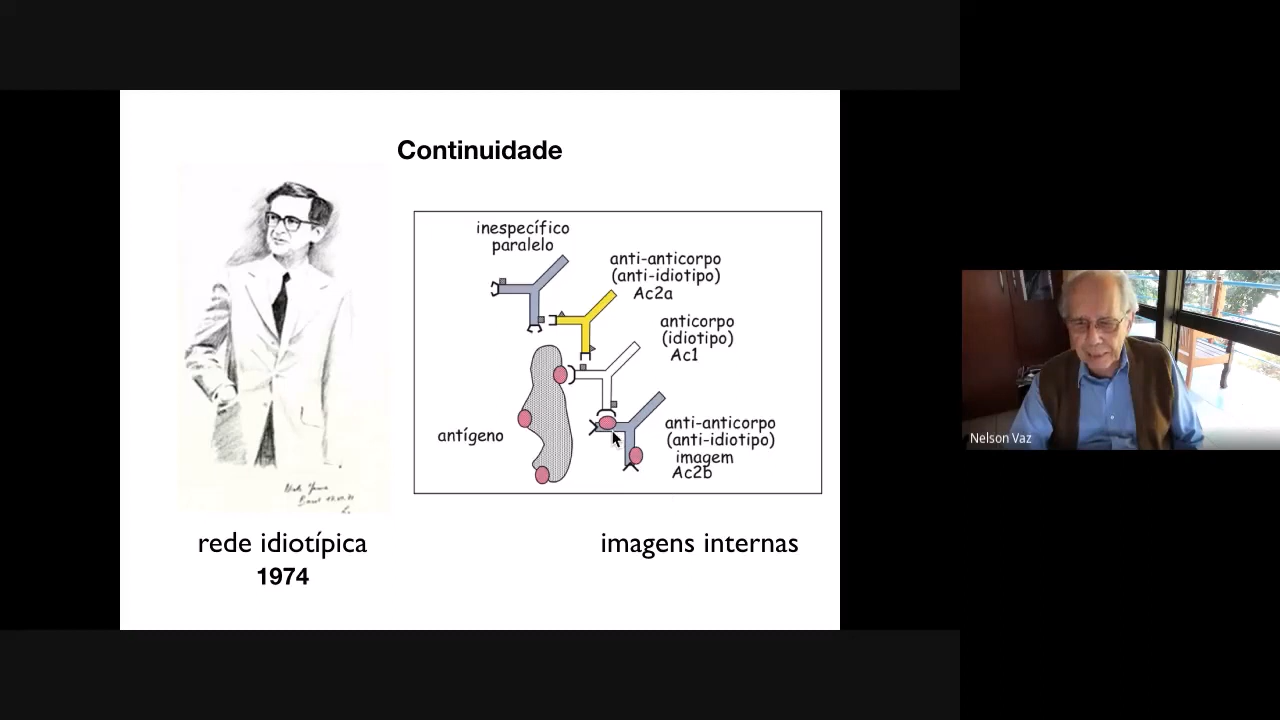 Continuidade
inespecífico
paralelo
anti-anticorpo
(anti-idiotipo)
Ac2a
anticorpo
(idiotipo)
Ac1
antígeno
anti-anticorpo
(anti-idiotipo)
imagem
Ac2b
rede idiotípica
1974
imagens internas
Nelson Vaz